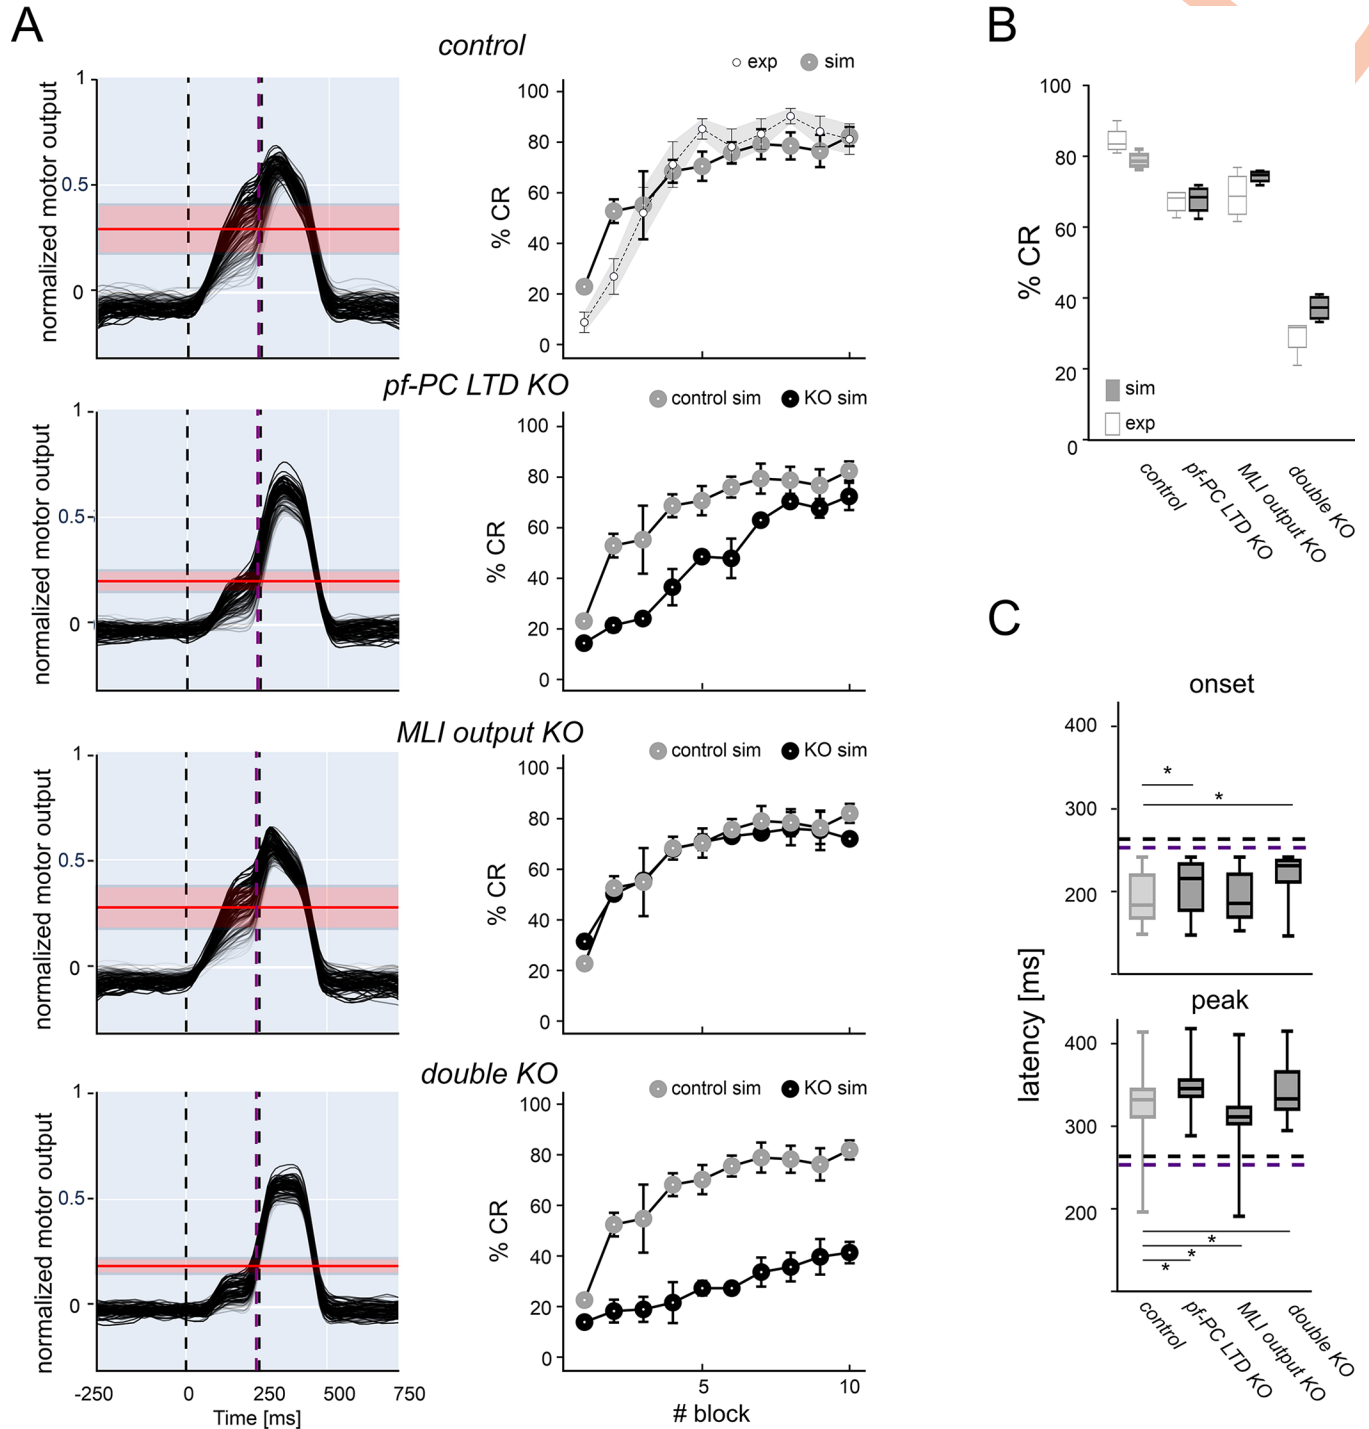 A
control
exp
sim
normalized motor output
1
0.5
0
% CR
100
80
60
40
20
0
pf-PC LTD KO
control sim
KO sim
normalized motor output
1
0.5
0
% CR
100
80
60
40
20
0
MLI output KO
control sim
KO sim
normalized motor output
1
0.5
0
% CR
100
80
60
40
20
0
double KO
control sim
KO sim
normalized motor output
1
0.5
0
-250
0
250
500
750
Time [ms]
% CR
100
80
60
40
20
0
5
10
# block
B
% CR
100
80
60
40
20
0
sim
exp
control
pf-PC LTD KO
MLI output KO
double KO
C
latency [ms]
onset
400
300
200
*
*
peak
400
300
200
*
*
*
control
pf-PC LTD KO
MLI output KO
double KO